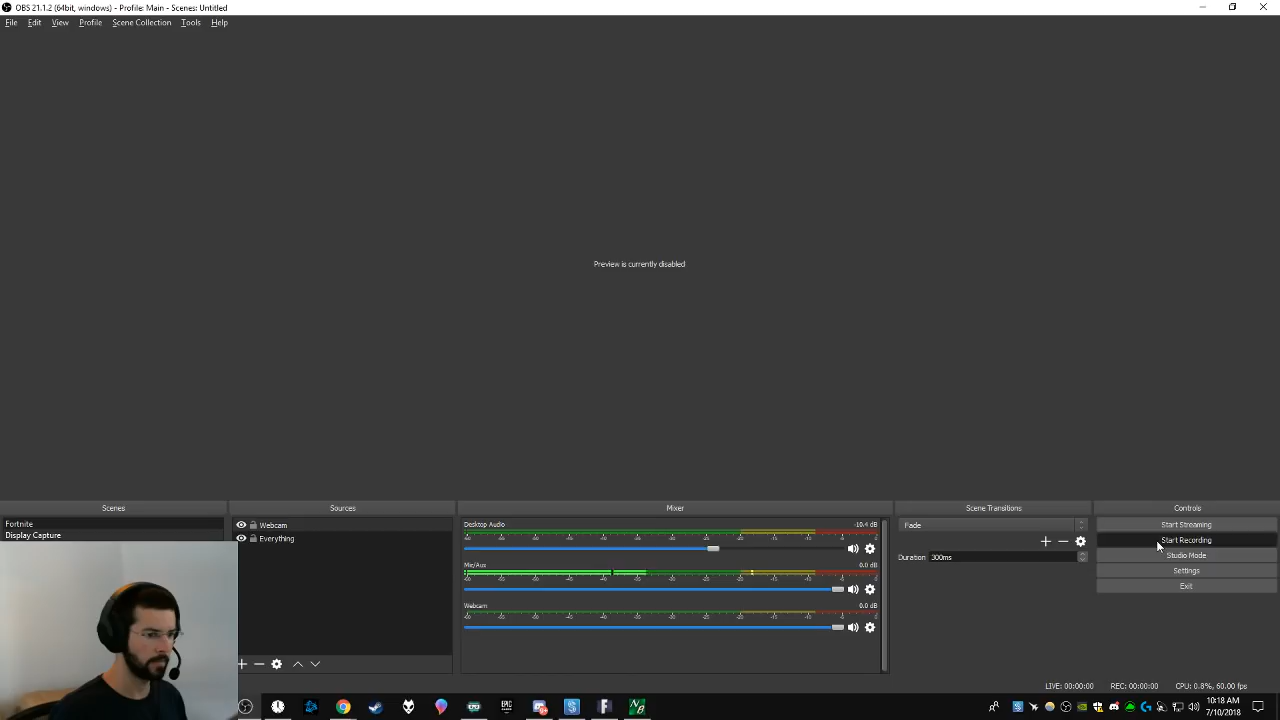 OBS 21.1.2 (64bit, windows) - Profile: Main - Scenes: Untitled
File Edit View Profile Scene Collection Tools Help
Preview is currently disabled
Scenes Sources Mixer Scene Transitions Controls
Fortnite
Display Capture
Webcam
Everything
Desktop Audio -10.4 dB
Mic/Aux 0.0 dB
Webcam 0.0 dB
Fade
Duration 300ms
Start Streaming
Start Recording
Studio Mode
Settings
Exit
LIVE: 00:00:00 REC: 00:00:00 CPU: 0.8%, 60.00 fps
10:18 AM
7/10/2018